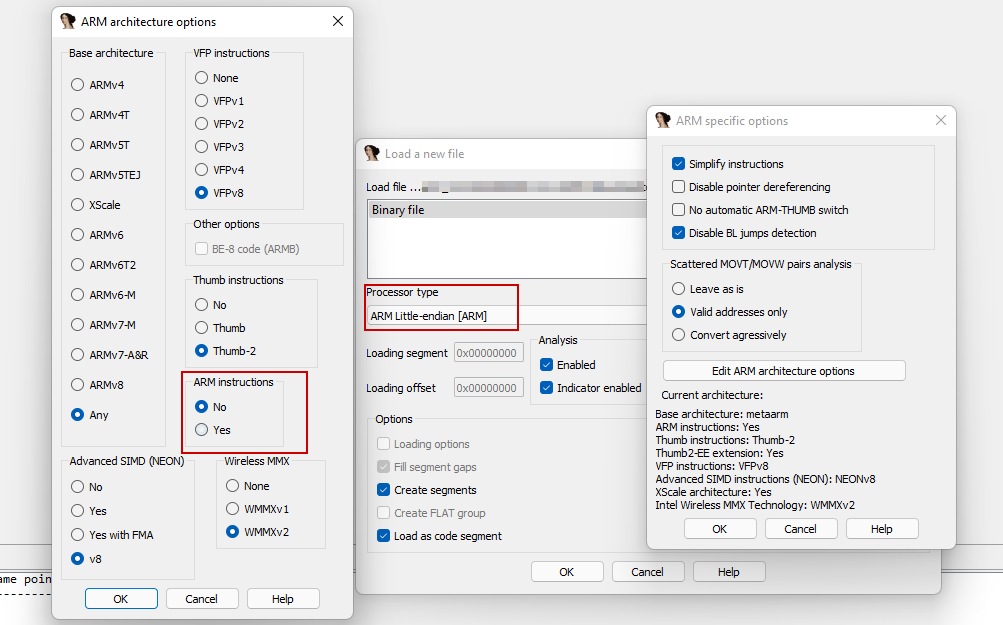 ARM architecture options
Base architecture
ARMv4
ARMv4T
ARMv5T
ARMv5TEJ
XScale
ARMv6
ARMv6T2
ARMv6-M
ARMv7-M
ARMv7-A&R
ARMv8
Any
VFP instructions
None
VFPv1
VFPv2
VFPv3
VFPv4
VFPv8
Other options
BE-8 code (ARMB)
Thumb instructions
No
Thumb
Thumb-2
ARM instructions
No
Yes
Advanced SIMD (NEON)
No
Yes
Yes with FMA
v8
Wireless MMX
None
WMMXv1
WMMXv2
OK
Cancel
Help
Load a new file
Load file ...
Binary file
Processor type
ARM Little-endian [ARM]
Loading segment 0x00000000
Loading offset 0x00000000
Analysis
Enabled
Indicator enabled
Options
Loading options
Fill segment gaps
Create segments
Create FLAT group
Load as code segment
OK
Cancel
Help
ARM specific options
Simplify instructions
Disable pointer dereferencing
No automatic ARM-THUMB switch
Disable BL jumps detection
Scattered MOVT/MOVW pairs analysis
Leave as is
Valid addresses only
Convert agressively
Edit ARM architecture options
Current architecture:
Base architecture: metaarm
ARM instructions: Yes
Thumb instructions: Thumb-2
Thumb2-EE extension: Yes
VFP instructions: VFPv8
Advanced SIMD instructions (NEON): NEONv8
XScale architecture: Yes
Intel Wireless MMX Technology: WMMXv2
OK
Cancel
Help
ame poin
--------